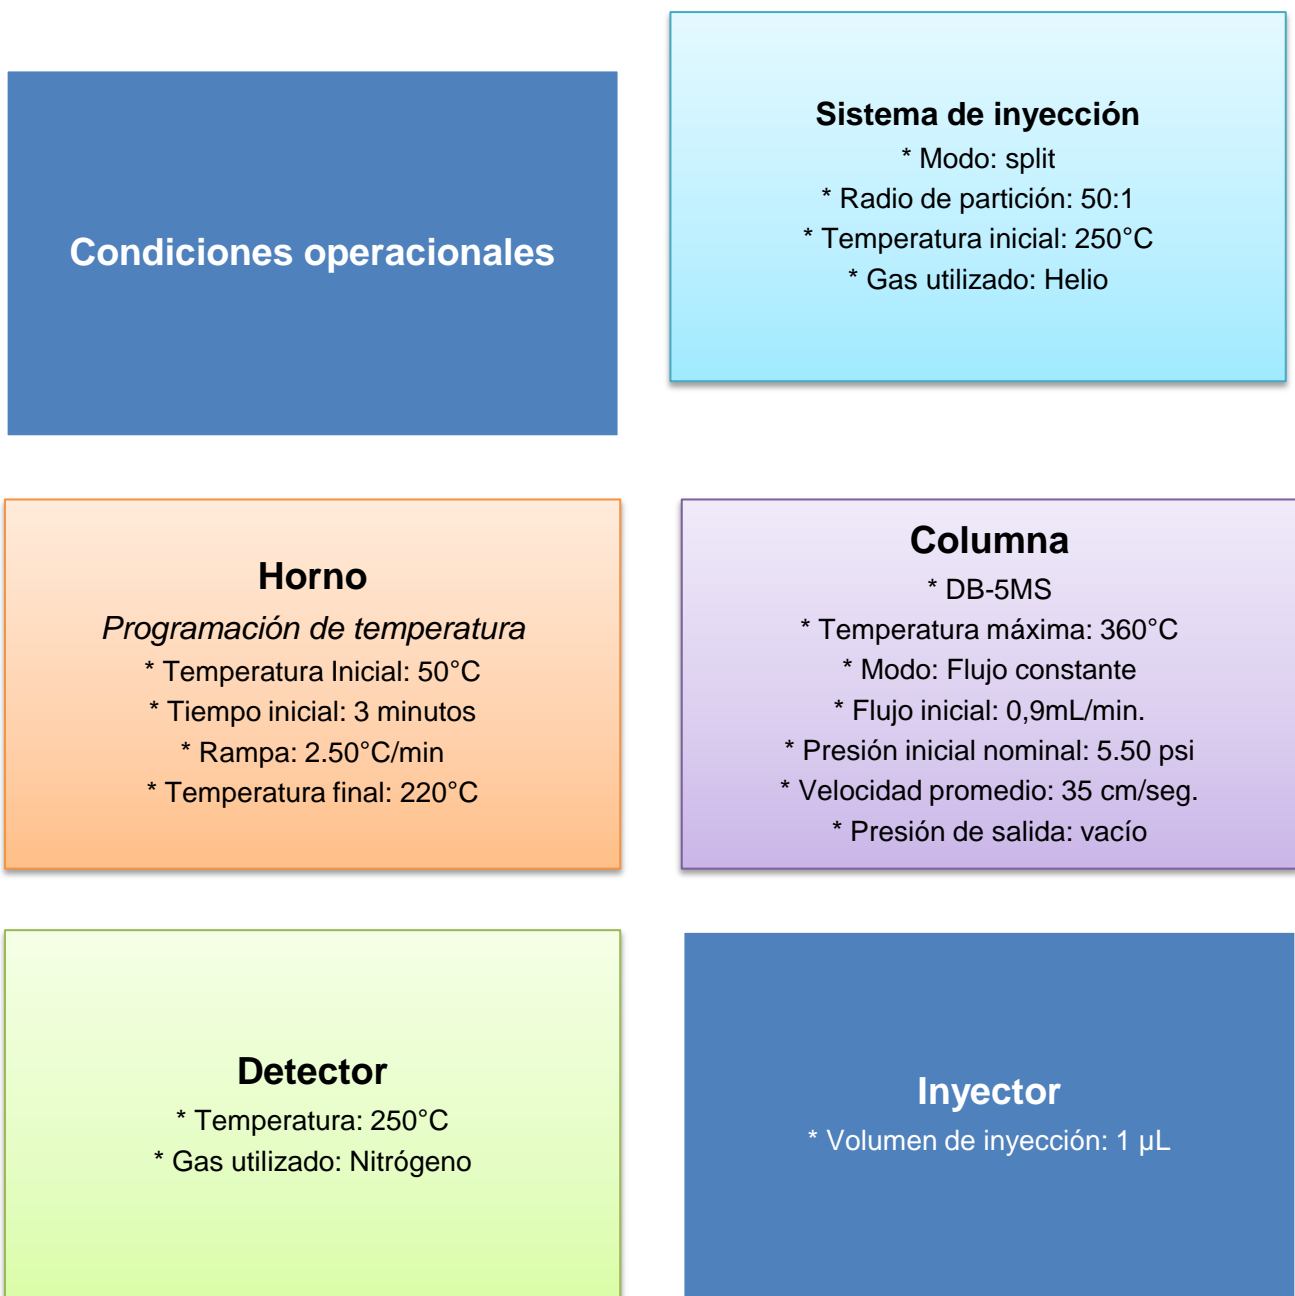 Condiciones operacionales
Sistema de inyección
* Modo: split
* Radio de partición: 50:1
* Temperatura inicial: 250°C
* Gas utilizado: Helio
Horno
Programación de temperatura
* Temperatura Inicial: 50°C
* Tiempo inicial: 3 minutos
* Rampa: 2.50°C/min
* Temperatura final: 220°C
Columna
* DB-5MS
* Temperatura máxima: 360°C
* Modo: Flujo constante
* Flujo inicial: 0,9mL/min.
* Presión inicial nominal: 5.50 psi
* Velocidad promedio: 35 cm/seg.
* Presión de salida: vacío
Detector
* Temperatura: 250°C
* Gas utilizado: Nitrógeno
Inyector
* Volumen de inyección: 1 µL